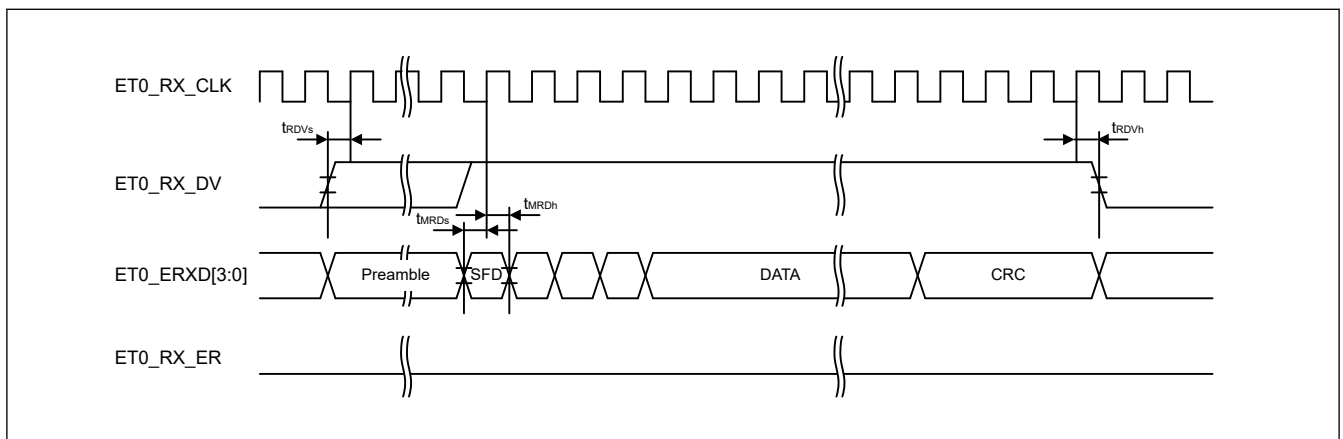 ET0_RX_CLK
tRDVs
tRDVh
ET0_RX_DV
tMRDs
tMRDh
ET0_ERXD[3:0]
Preamble
SFD
DATA
CRC
ET0_RX_ER